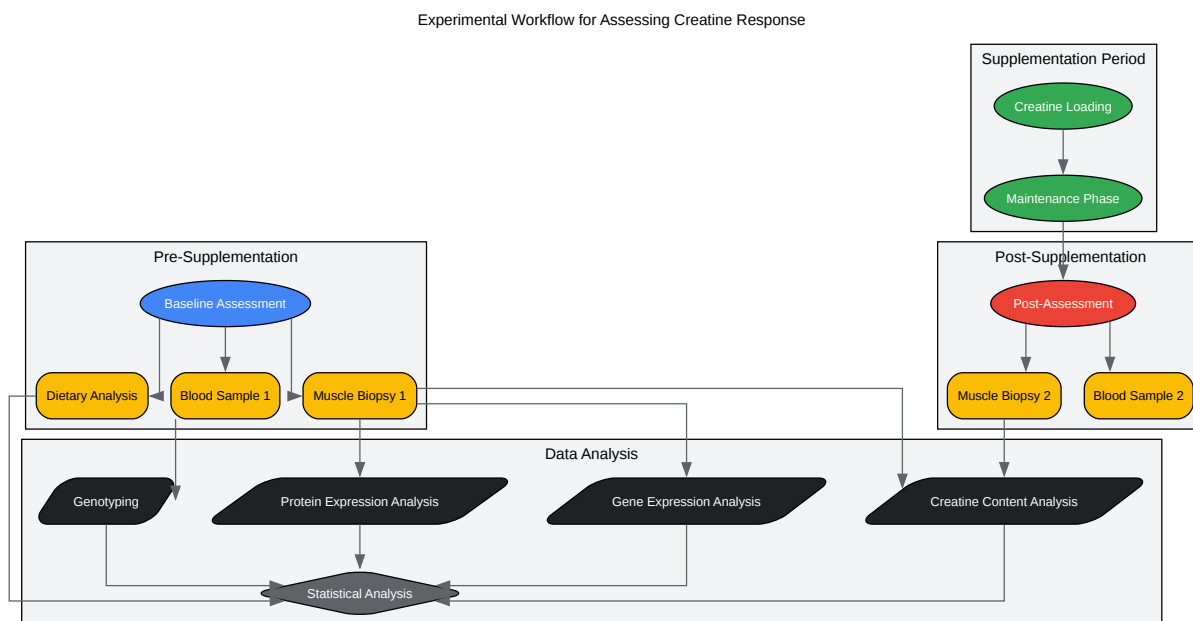 Experimental Workflow for Assessing Creatine Response
Supplementation Period
Creatine Loading
Maintenance Phase
Pre-Supplementation
Post-Supplementation
Baseline Assessment
Post-Assessment
Dietary Analysis
Blood Sample 1
Muscle Biopsy 1
Muscle Biopsy 2
Blood Sample 2
Data Analysis
Genotyping
Protein Expression Analysis
Gene Expression Analysis
Creatine Content Analysis
Statistical Analysis